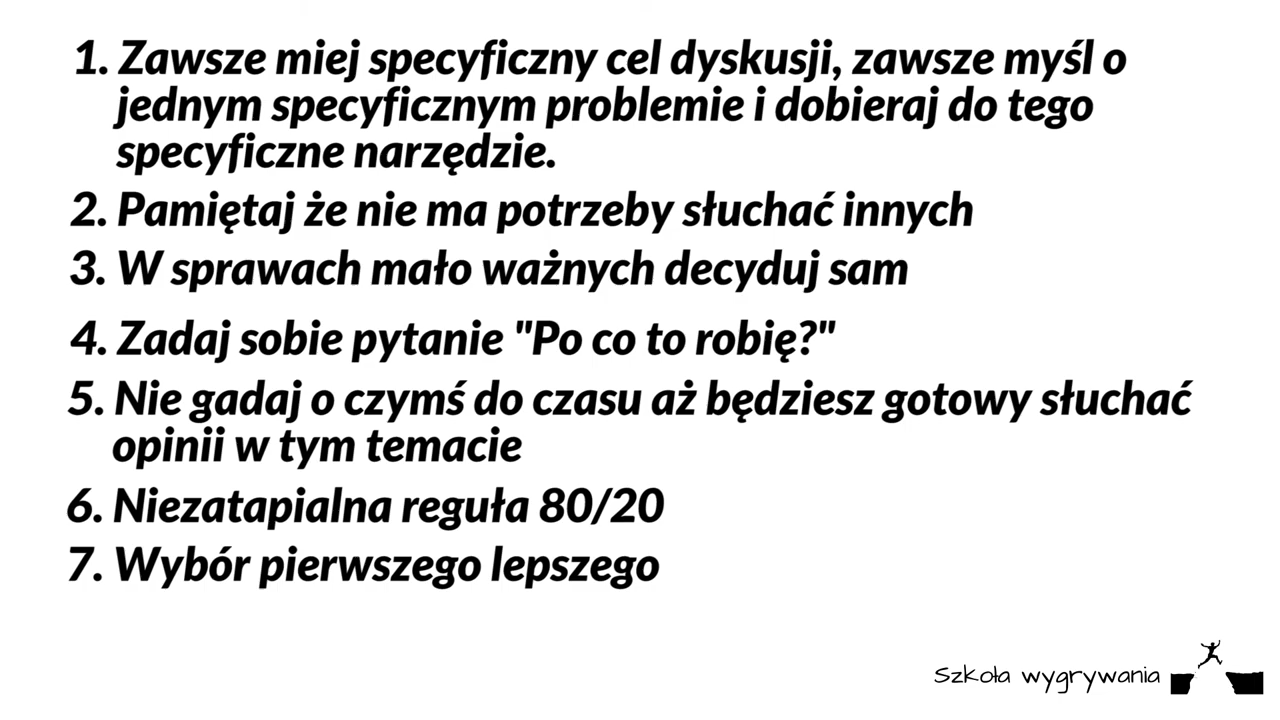 1. Zawsze miej specyficzny cel dyskusji, zawsze myśl o
jednym specyficznym problemie i dobieraj do tego
specyficzne narzędzie.
2. Pamiętaj że nie ma potrzeby słuchać innych
3. W sprawach mało ważnych decyduj sam
4. Zadaj sobie pytanie "Po co to robię?"
5. Nie gadaj o czymś do czasu aż będziesz gotowy słuchać
opinii w tym temacie
6. Niezatapialna reguła 80/20
7. Wybór pierwszego lepszego
Szkoła wygrywania